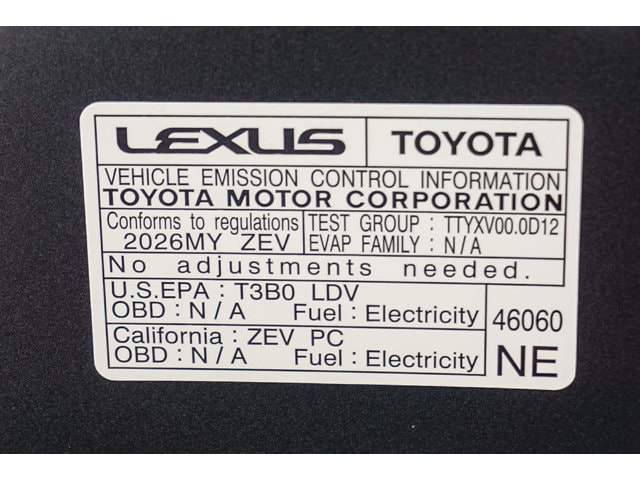 LEXUS TOYOTA
VEHICLE EMISSION CONTROL INFORMATION
TOYOTA MOTOR CORPORATION
Conforms to regulations TEST GROUP : TTYXV00.0D12
2026MY ZEV EVAP FAMILY : N/A
No adjustments needed.
U.S.EPA : T3B0 LDV
OBD : N/A Fuel : Electricity
46060
California : ZEV PC
OBD : N/A Fuel : Electricity
NE